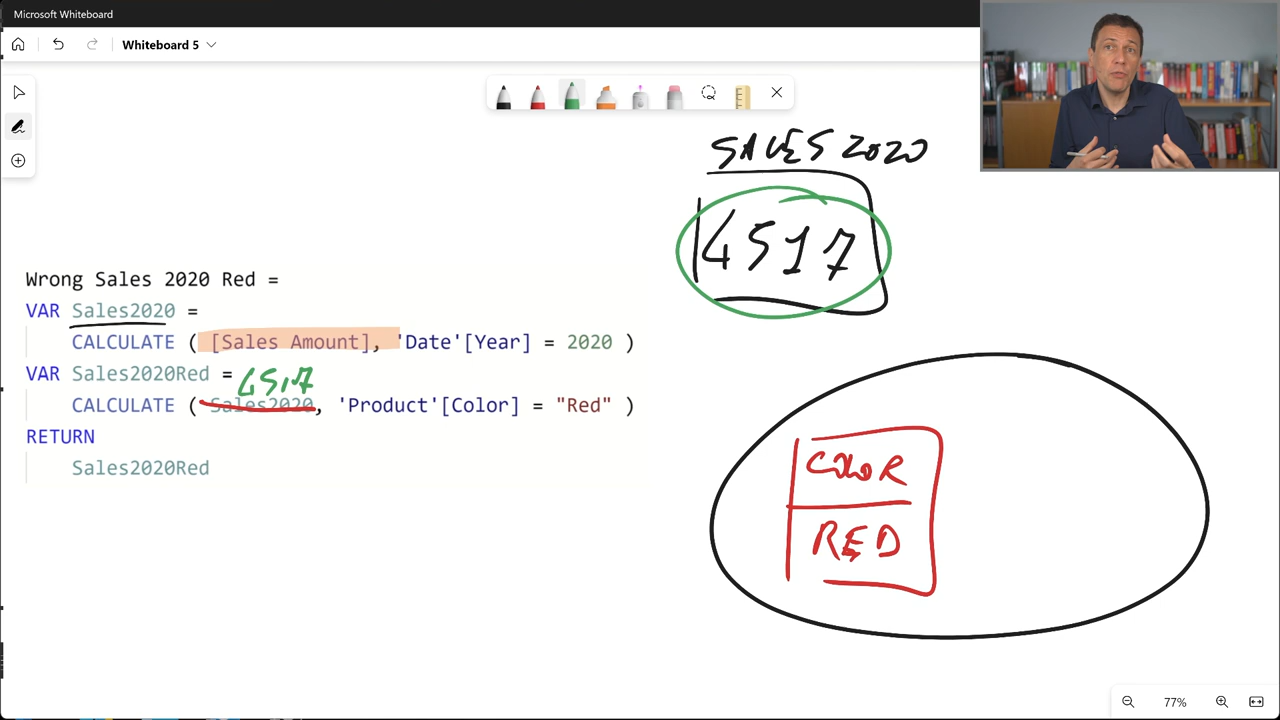 Microsoft Whiteboard
Whiteboard 5
SALES 2020
4517
Wrong Sales 2020 Red =
VAR Sales2020 =
CALCULATE ( [Sales Amount], 'Date'[Year] = 2020 )
VAR Sales2020Red =
4517
CALCULATE ( Sales2020, 'Product'[Color] = "Red" )
RETURN
Sales2020Red
COLOR
RED
77%